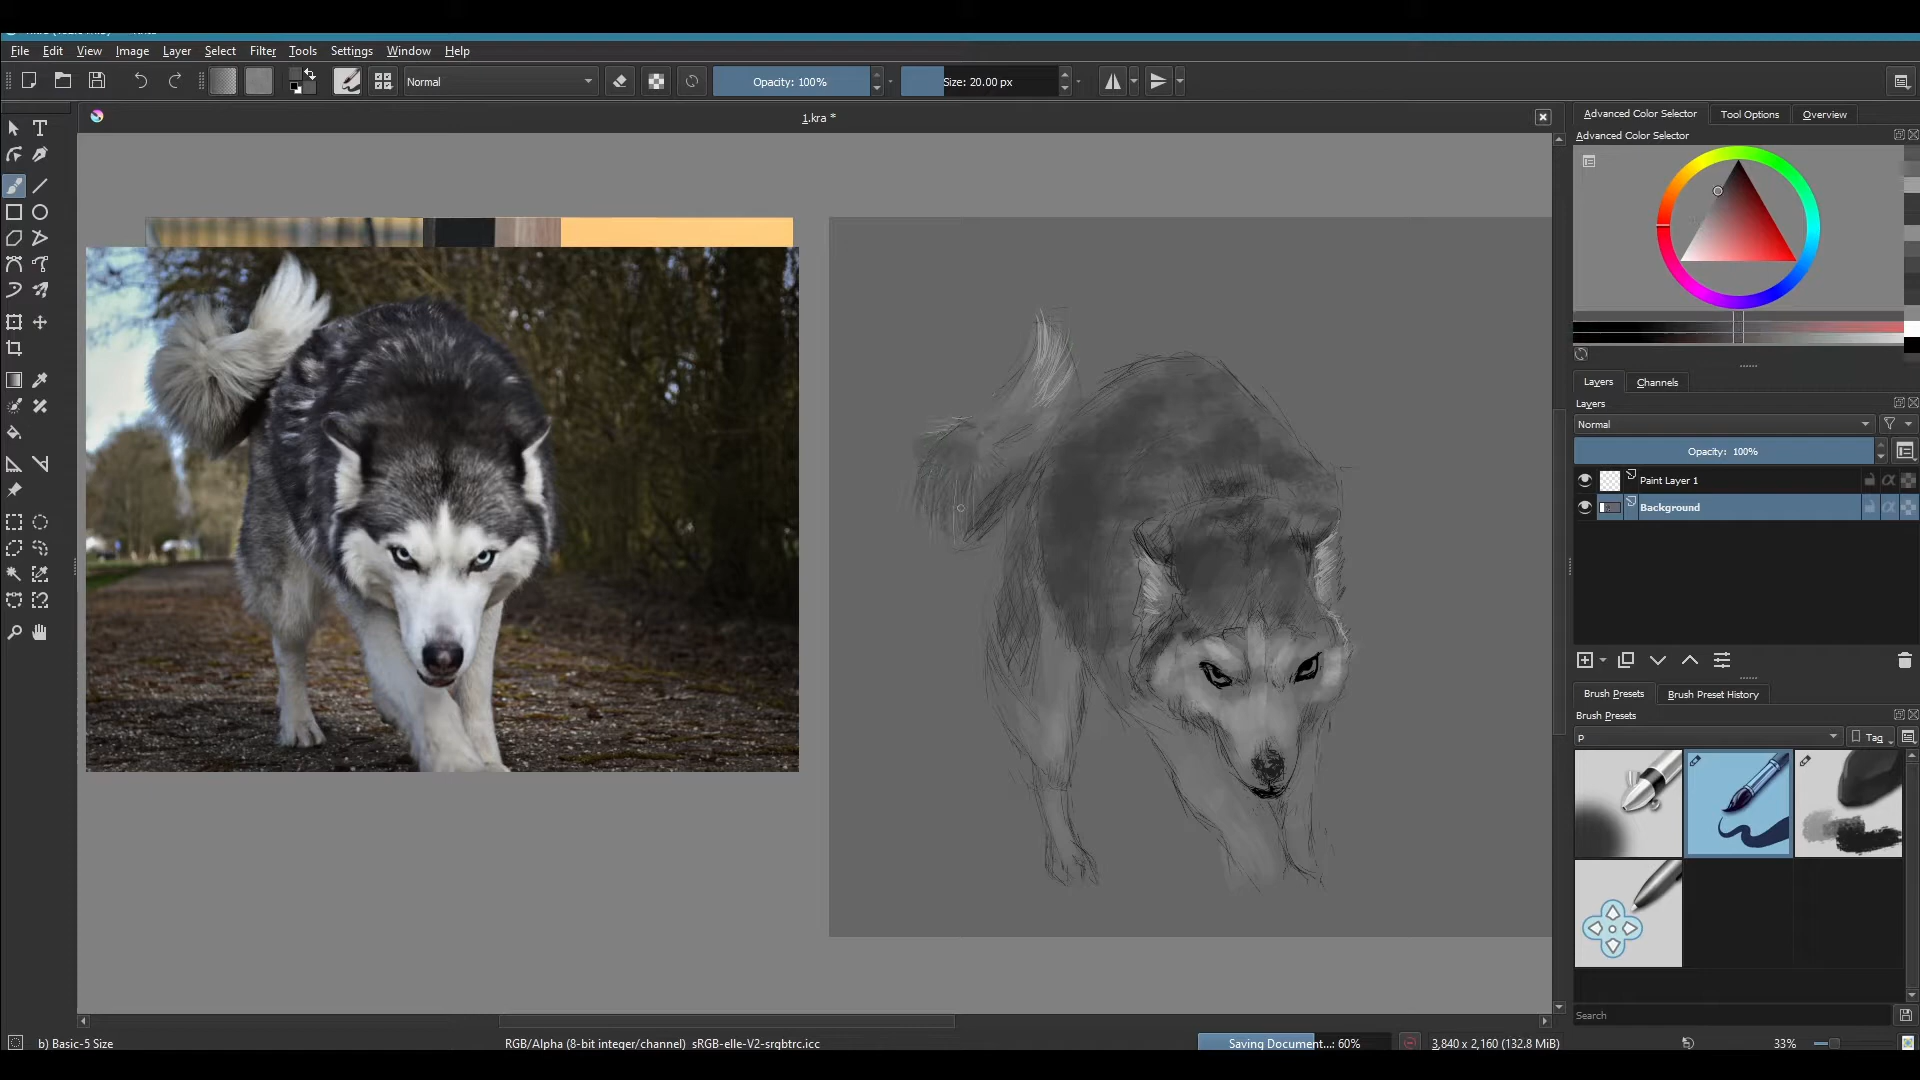 File Edit View Image Layer Select Filter Tools Settings Window Help
Normal Opacity: 100% Size: 20.00 px
1.kra *
Advanced Color Selector Tool Options Overview
Advanced Color Selector
Layers Channels
Layers
Normal
Opacity: 100%
Paint Layer 1
Background
Brush Presets Brush Preset History
Brush Presets
p Tag
Search
b) Basic-5 Size RGB/Alpha (8-bit integer/channel) sRGB-elle-V2-srgbtrc.icc Saving Document...: 60% 3,840 x 2,160 (132.8 MiB) 33%